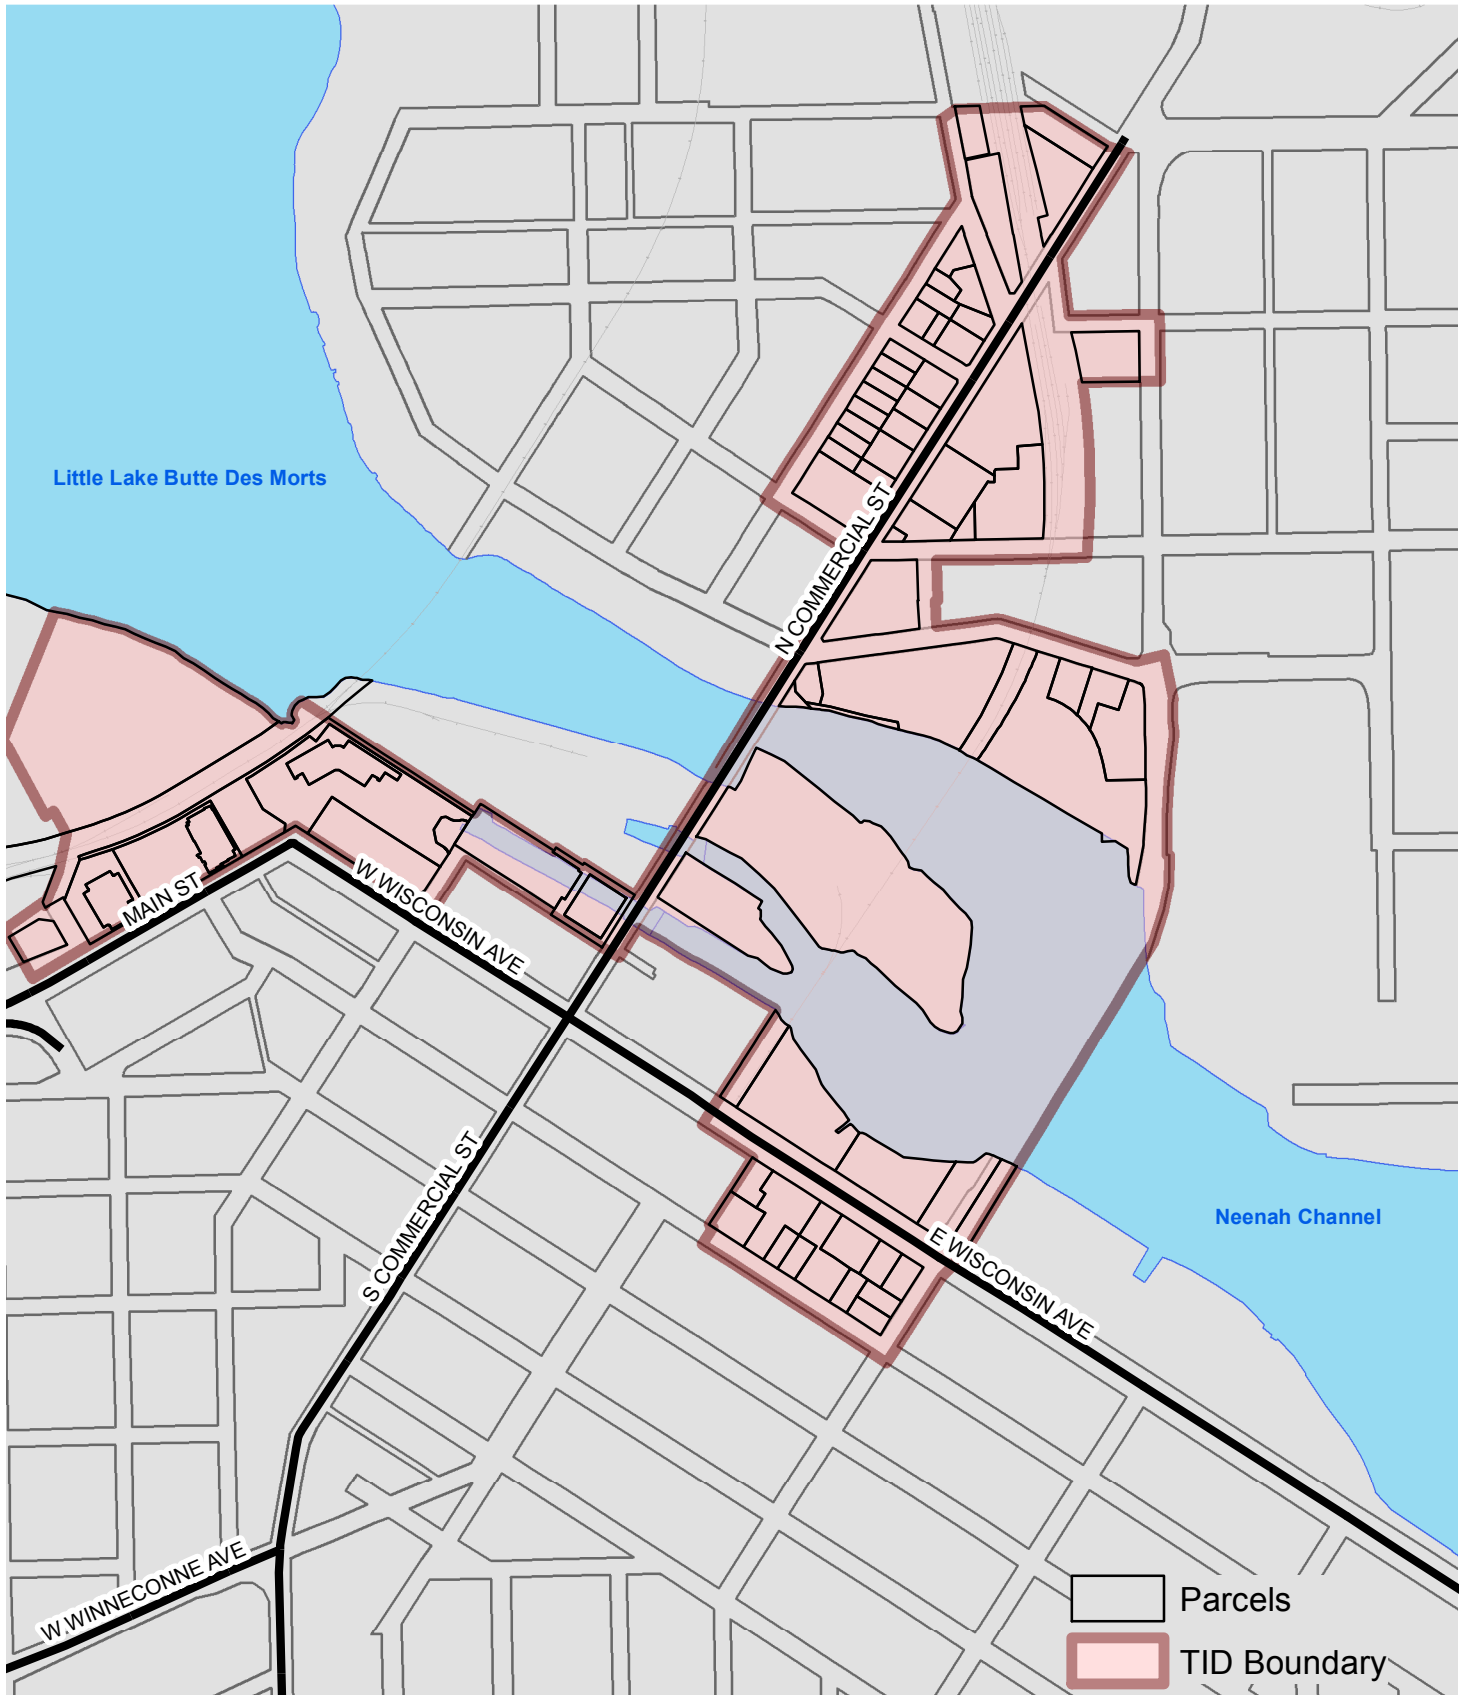 Little Lake Butte Des Morts
N COMMERCIAL ST
MAIN ST
W WISCONSIN AVE
S COMMERCIAL ST
Neenah Channel
E WISCONSIN AVE
W WINNECONNE AVE
Parcels
TID Boundary